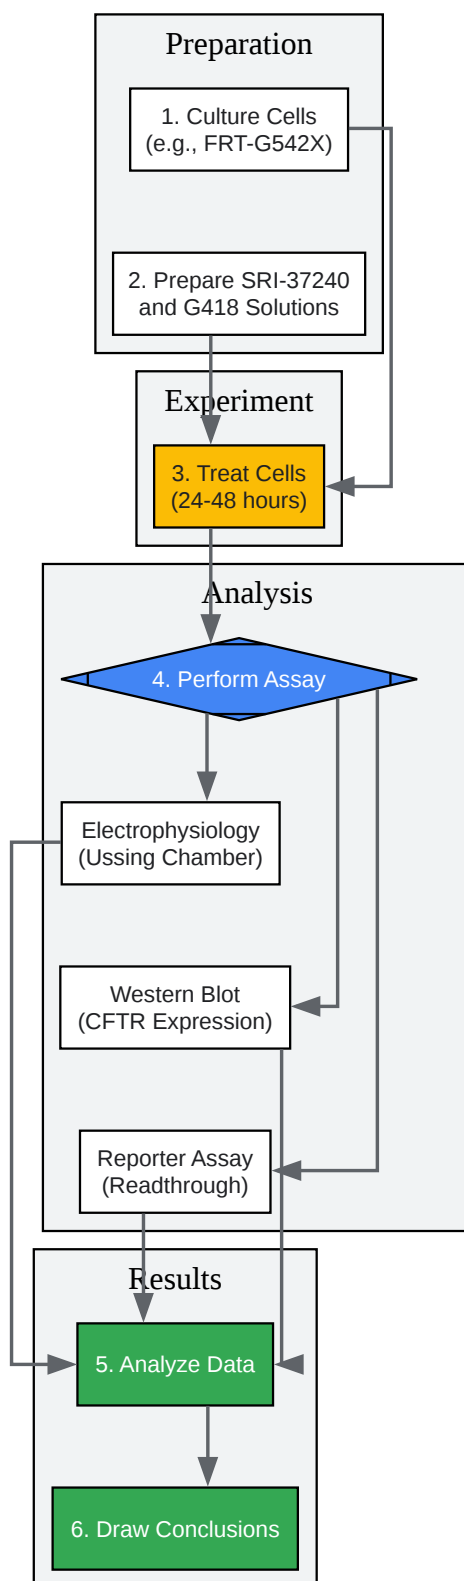 Preparation
1. Culture Cells
(e.g., FRT-G542X)
2. Prepare SRI-37240
and G418 Solutions
Experiment
3. Treat Cells
(24-48 hours)
Analysis
4. Perform Assay
Electrophysiology
(Ussing Chamber)
Western Blot
(CFTR Expression)
Reporter Assay
(Readthrough)
Results
5. Analyze Data
6. Draw Conclusions